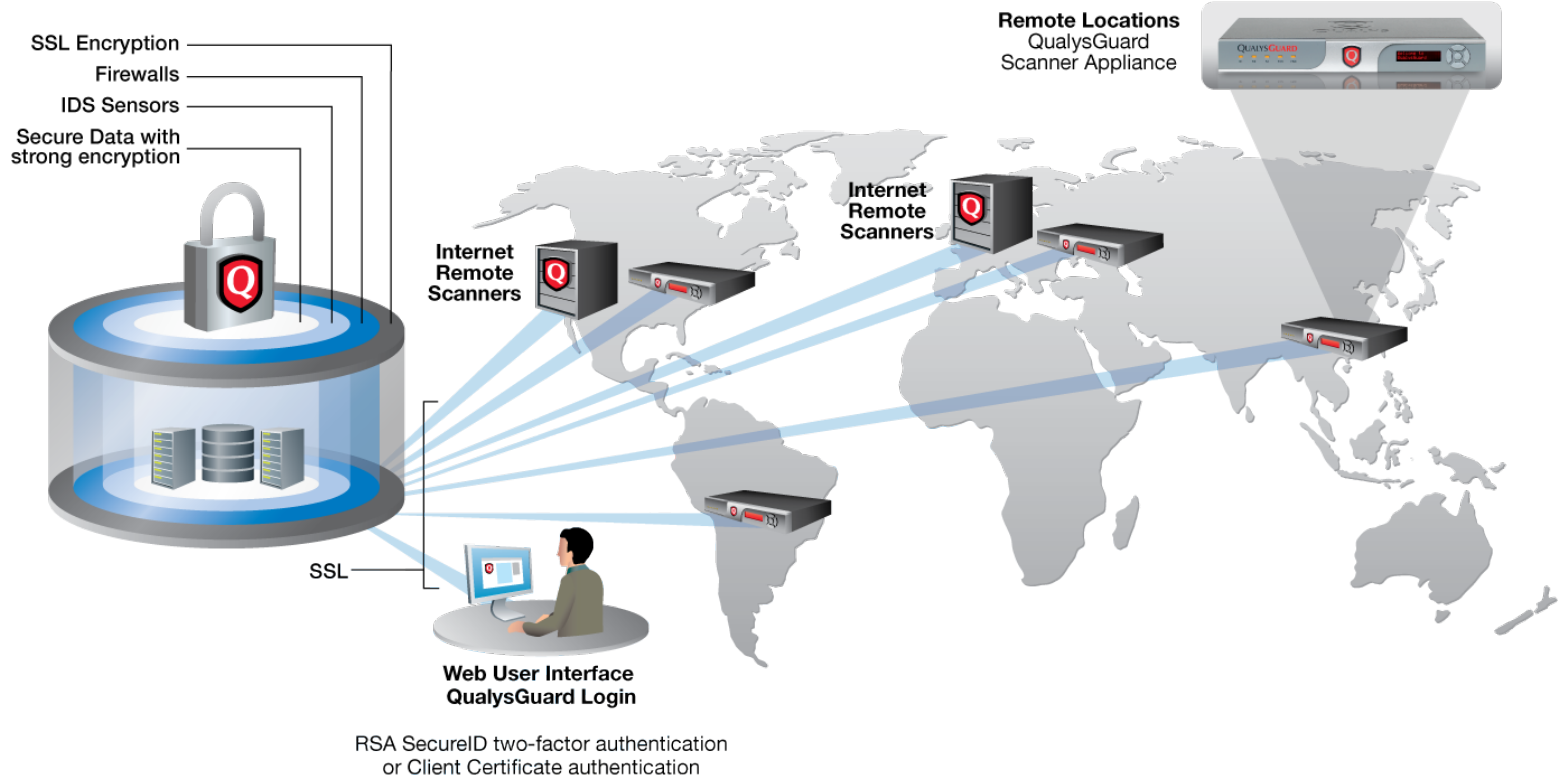 SSL Encryption
Firewalls
IDS Sensors
Secure Data with
strong encryption
Remote Locations
QualysGuard
Scanner Appliance
QUALYSGUARD
Internet
Remote
Scanners
Q
Internet
Remote
Scanners
Q
Q
SSL
Web User Interface
QualysGuard Login
RSA SecureID two-factor authentication
or Client Certificate authentication